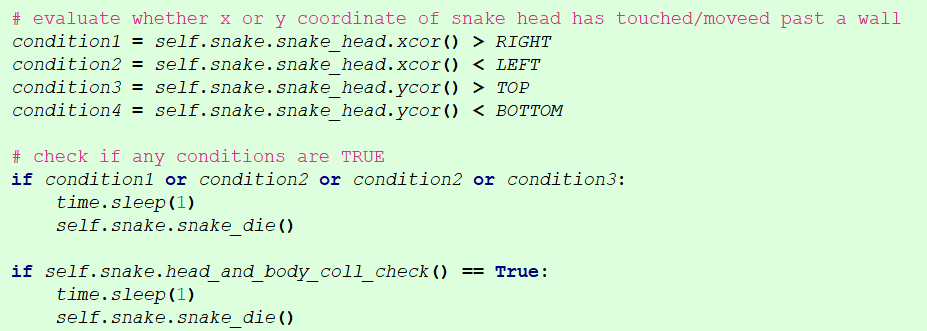 # evaluate whether x or y coordinate of snake head has touched/moveed past a wall
condition1 = self.snake.snake_head.xcor() > RIGHT
condition2 = self.snake.snake_head.xcor() < LEFT
condition3 = self.snake.snake_head.ycor() > TOP
condition4 = self.snake.snake_head.ycor() < BOTTOM
# check if any conditions are TRUE
if condition1 or condition2 or condition2 or condition3:
    time.sleep(1)
    self.snake.snake_die()
if self.snake.head_and_body_coll_check() == True:
    time.sleep(1)
    self.snake.snake_die()